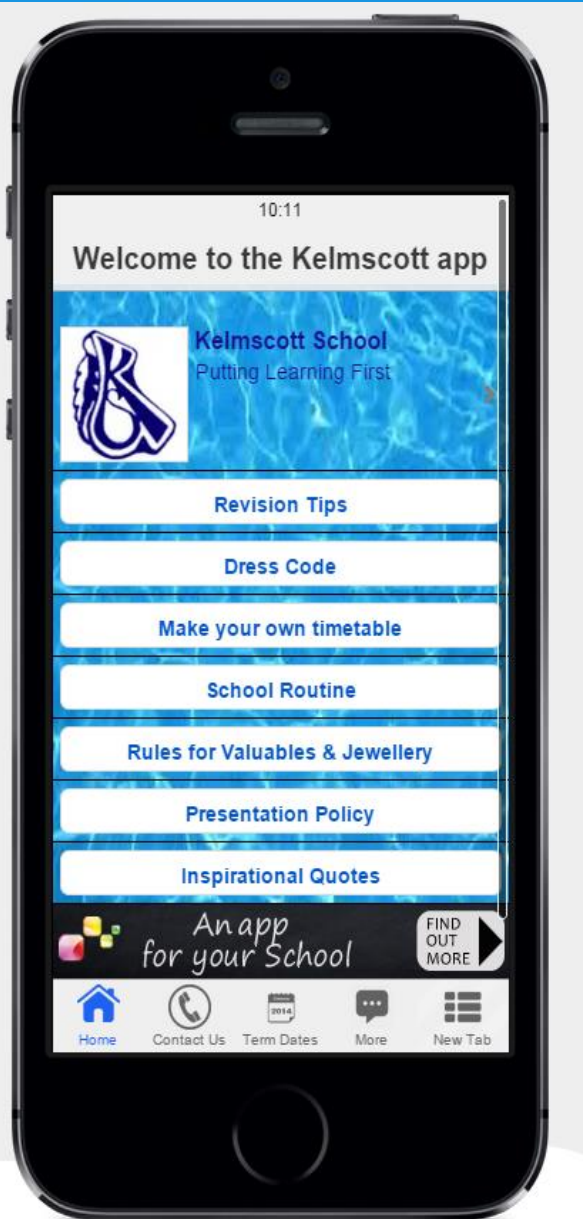 10:11
Welcome to the Kelmscott app
Kelmscott School
Putting Learning First
Revision Tips
Dress Code
Make your own timetable
School Routine
Rules for Valuables & Jewellery
Presentation Policy
Inspirational Quotes
An app
for your School
FIND
OUT
MORE
2014
Home
Contact Us
Term Dates
More
New Tab